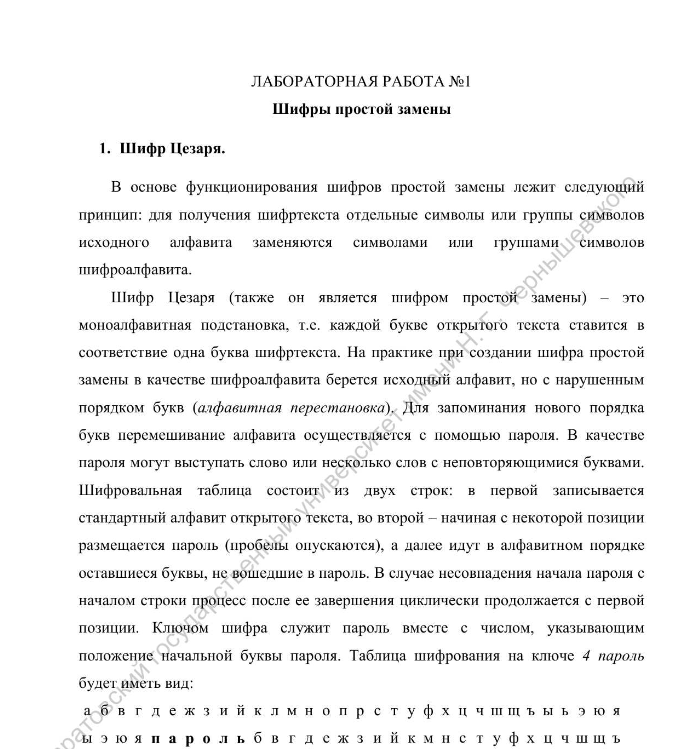 ЛАБОРАТОРНАЯ РАБОТА №1
Шифры простой замены
1. Шифр Цезаря.
В основе функционирования шифров простой замены лежит следующий
принцип: для получения шифртекста отдельные символы или группы символов
исходного алфавита заменяются символами или группами символов
шифроалфавита.
Шифр Цезаря (также он является шифром простой замены) – это
моноалфавитная подстановка, т.е. каждой букве открытого текста ставится в
соответствие одна буква шифртекста. На практике при создании шифра простой
замены в качестве шифроалфавита берется исходный алфавит, но с нарушенным
порядком букв (алфавитная перестановка). Для запоминания нового порядка
букв перемешивание алфавита осуществляется с помощью пароля. В качестве
пароля могут выступать слово или несколько слов с неповторяющимися буквами.
Шифровальная таблица состоит из двух строк: в первой записывается
стандартный алфавит открытого текста, во второй – начиная с некоторой позиции
размещается пароль (пробелы опускаются), а далее идут в алфавитном порядке
оставшиеся буквы, не вошедшие в пароль. В случае несовпадения начала пароля с
началом строки процесс после ее завершения циклически продолжается с первой
позиции. Ключом шифра служит пароль вместе с числом, указывающим
положение начальной буквы пароля. Таблица шифрования на ключе 4 пароль
будет иметь вид:
а б в г д е ж з и й к л м н о п р с т у ф х ц ч ш щ ъ ы ь э ю я
ы э ю я п а р о л ь б в г д е ж з и й к м н с т у ф х ц ч ш щ ъ
ратовский государственный университет имени Н. Г. Чернышевского